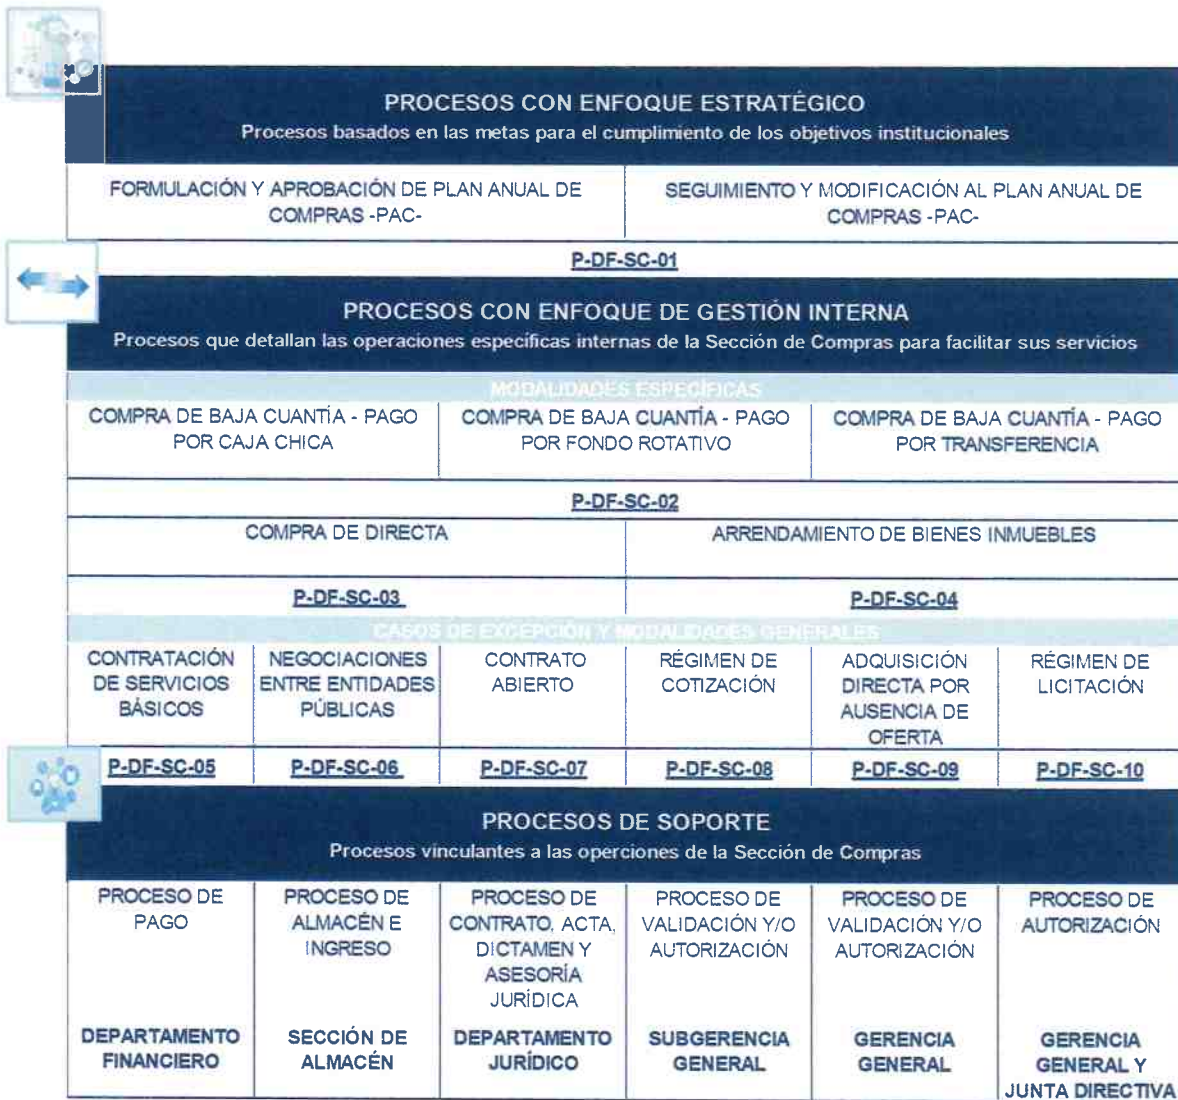 PROCESOS CON ENFOQUE ESTRATÉGICO
Procesos basados en las metas para el cumplimiento de los objetivos institucionales
FORMULACIÓN Y APROBACIÓN DE PLAN ANUAL DE
COMPRAS -PAC-
SEGUIMIENTO Y MODIFICACIÓN AL PLAN ANUAL DE
COMPRAS -PAC-
P-DF-SC-01
PROCESOS CON ENFOQUE DE GESTIÓN INTERNA
Procesos que detallan las operaciones específicas internas de la Sección de Compras para facilitar sus servicios
MODALIDADES ESPECÍFICAS
COMPRA DE BAJA CUANTÍA - PAGO
POR CAJA CHICA
COMPRA DE BAJA CUANTÍA - PAGO
POR FONDO ROTATIVO
COMPRA DE BAJA CUANTÍA - PAGO
POR TRANSFERENCIA
P-DF-SC-02
COMPRA DE DIRECTA
ARRENDAMIENTO DE BIENES INMUEBLES
P-DF-SC-03
P-DF-SC-04
CASOS DE EXCEPCIÓN Y MODALIDADES GENERALES
CONTRATACIÓN
DE SERVICIOS
BÁSICOS
NEGOCIACIONES
ENTRE ENTIDADES
PÚBLICAS
CONTRATO
ABIERTO
RÉGIMEN DE
COTIZACIÓN
ADQUISICIÓN
DIRECTA POR
AUSENCIA DE
OFERTA
RÉGIMEN DE
LICITACIÓN
P-DF-SC-05
P-DF-SC-06
P-DF-SC-07
P-DF-SC-08
P-DF-SC-09
P-DF-SC-10
PROCESOS DE SOPORTE
Procesos vinculantes a las operciones de la Sección de Compras
PROCESO DE
PAGO
PROCESO DE
ALMACÉN E
INGRESO
PROCESO DE
CONTRATO, ACTA,
DICTAMEN Y
ASESORÍA
JURÍDICA
PROCESO DE
VALIDACIÓN Y/O
AUTORIZACIÓN
PROCESO DE
VALIDACIÓN Y/O
AUTORIZACIÓN
PROCESO DE
AUTORIZACIÓN
DEPARTAMENTO
FINANCIERO
SECCIÓN DE
ALMACÉN
DEPARTAMENTO
JURÍDICO
SUBGERENCIA
GENERAL
GERENCIA
GENERAL
GERENCIA
GENERAL Y
JUNTA DIRECTIVA